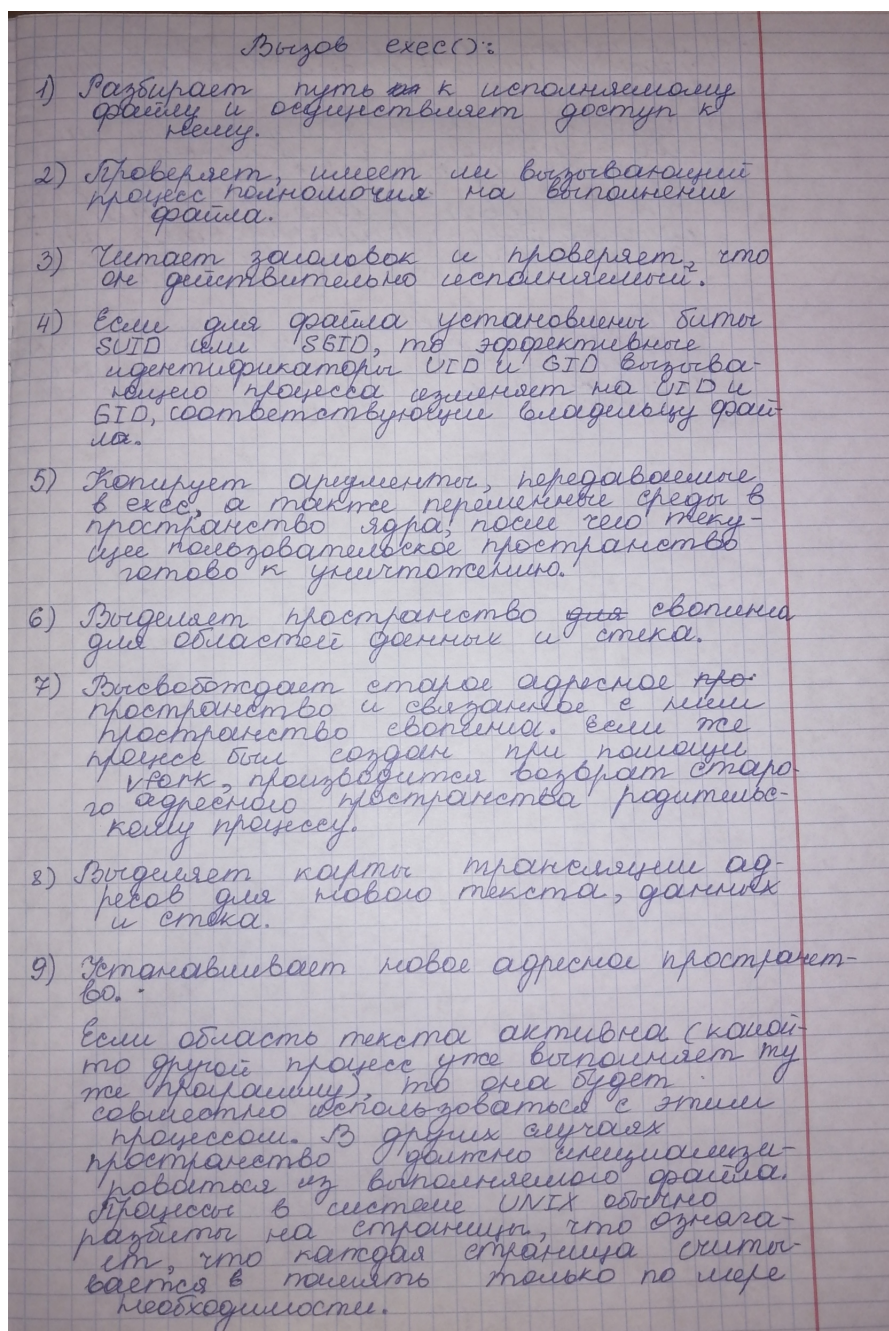 Вызов exec():
1) Разбирает путь к исполняемому
файлу и осуществляет доступ к
нему.
2) Проверяет, имеет ли вызывающий
процесс полномочия на выполнение
файла.
3) Читает заголовок и проверяет, что
он действительно исполняемый.
4) Если для файла установлены биты
SUID или SGID, то эффективные
идентификаторы UID и GID вызыва-
ющего процесса изменяет на UID и
GID, соответствующие владельцу фай-
ла.
5) Копирует аргументы, передаваемые
в exec, а также переменные среды в
пространство ядра, после чего теку-
щее пользовательское пространство
готово к уничтожению.
6) Выделяет пространство для свопинга
для областей данных и стека.
7) Высвобождает старое адресное про-
пространство и связанное с ним
пространство свопинга. Если же
процесс был создан при помощи
vfork, производится возврат старо-
го адресного пространства родительс-
кому процессу.
8) Выделяет карты трансляции ад-
ресов для нового текста, данных
и стека.
9) Устанавливает новое адресное пространст-
во.
Если область текста активна (какой-
то другой процесс уже выполняет ту
же программу), то она будет
совместно использоваться с этим
процессом. В других случаях
пространство должно инициализи-
роваться из выполняемого файла.
Процессы в системе UNIX обычно
разбиты на страницы, что означа-
ет, что каждая страница считы-
вается в память только по мере
необходимости.